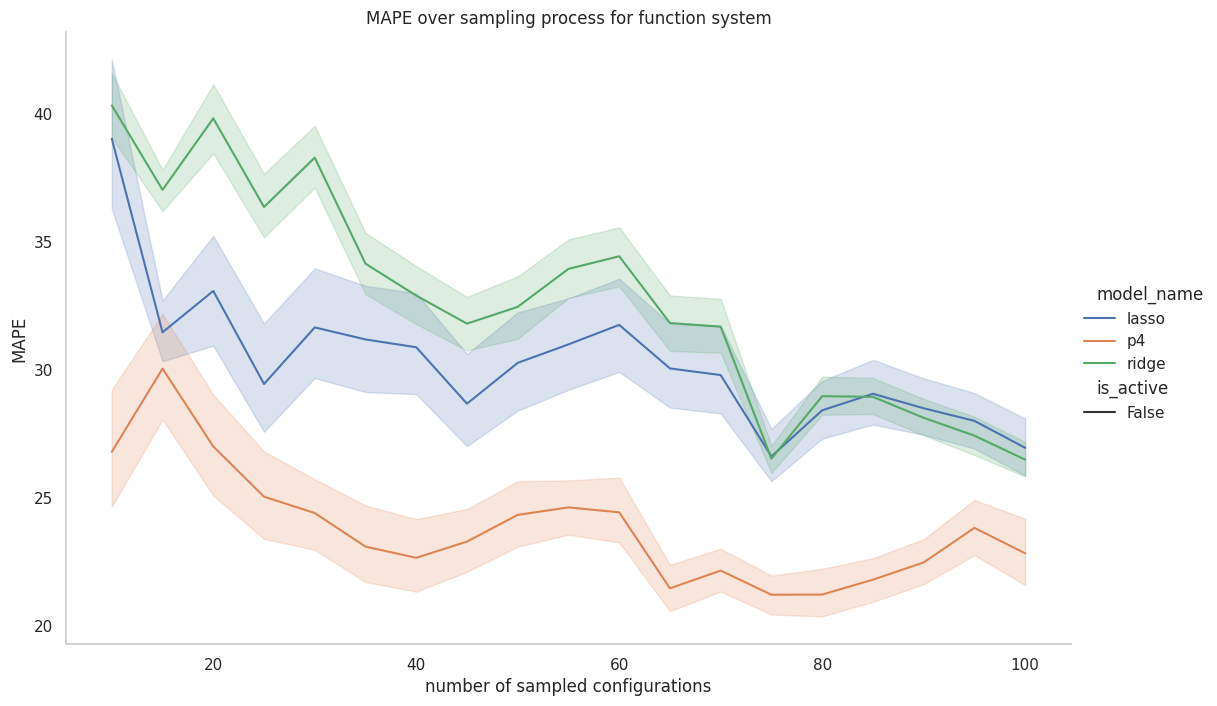 MAPE over sampling process for function system
MAPE
40
35
30
25
20
20 40 60 80 100
number of sampled configurations
model_name
lasso
p4
ridge
is_active
False